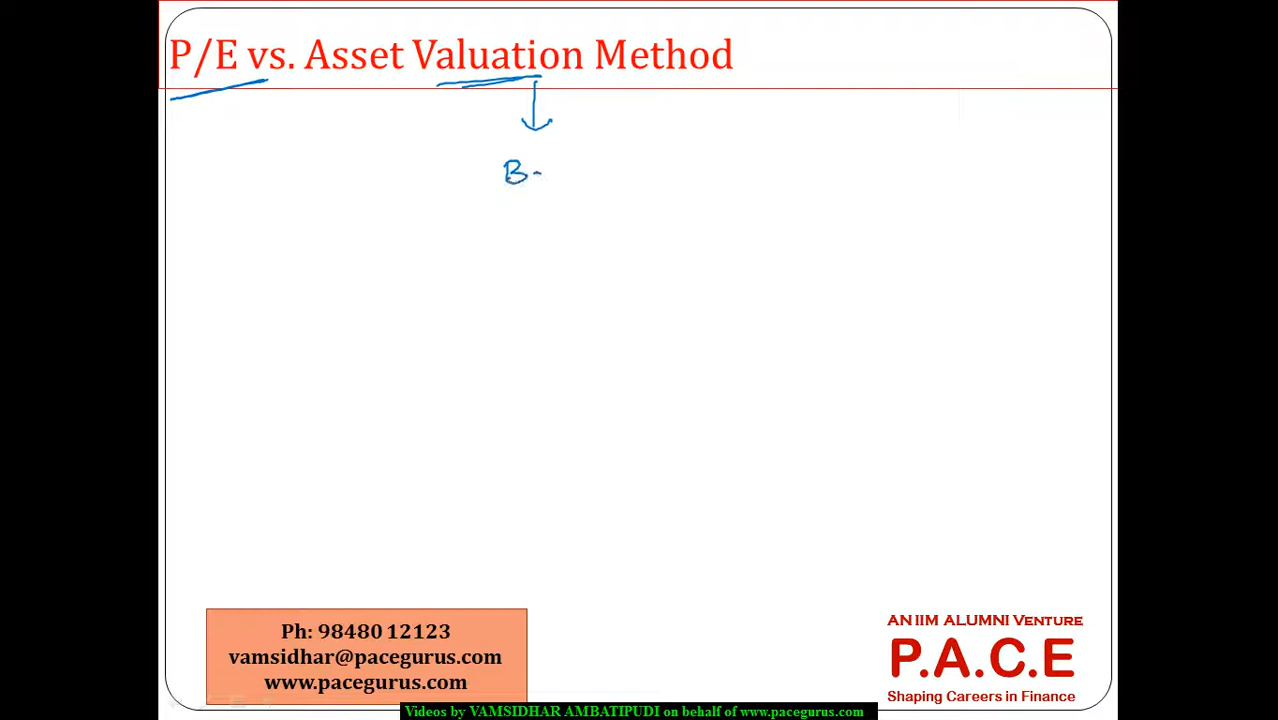 P/E vs. Asset Valuation Method
B-
Ph: 98480 12123
vamsidhar@pacegurus.com
www.pacegurus.com
AN IIM ALUMNI VENTURE
P.A.C.E
Shaping Careers in Finance
Videos by VAMSIDHAR AMBATIPUDI on behalf of www.pacegurus.com